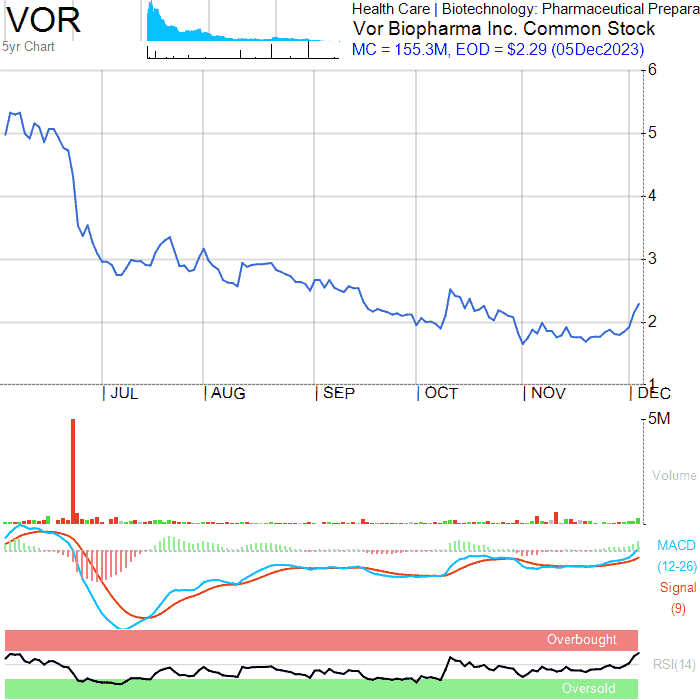 VOR
5yr Chart
Health Care | Biotechnology: Pharmaceutical Prepara
Vor Biopharma Inc. Common Stock
MC = 155.3M, EOD = $2.29 (05Dec2023)
6
5
4
3
2
1
JUL AUG SEP OCT NOV DEC
5M
Volume
MACD
(12-26)
Signal
(9)
Overbought
RSI(14)
Oversold